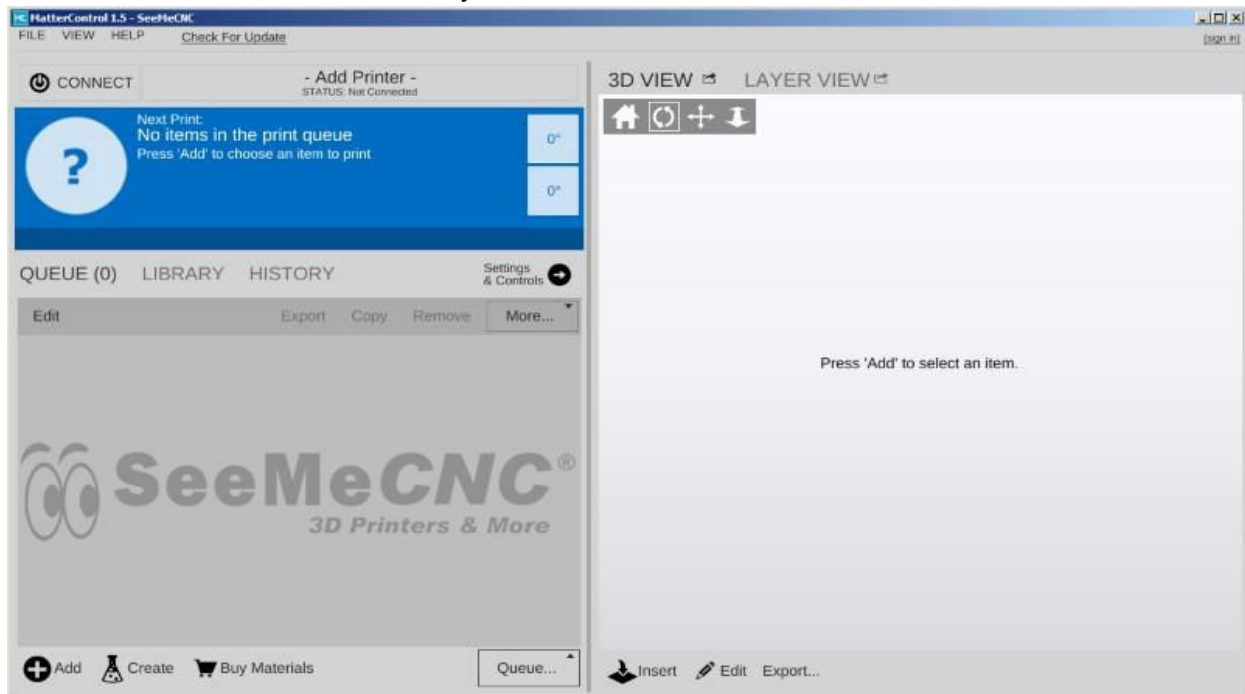 MatterControl 1.5 - SeeMeCNC
FILE VIEW HELP Check For Update
(sign in)
CONNECT
- Add Printer -
STATUS: Not Connected
Next Print:
No items in the print queue
Press 'Add' to choose an item to print
0°
0°
QUEUE (0) LIBRARY HISTORY
Settings
& Controls
Edit Export Copy Remove More...
SeeMeCNC®
3D Printers & More
Add Create Buy Materials Queue...
3D VIEW LAYER VIEW
Press 'Add' to select an item.
Insert Edit Export...